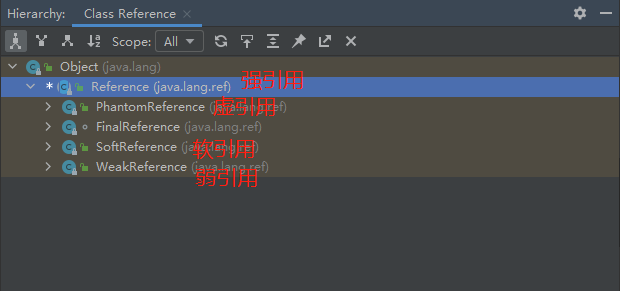 Hierarchy: Class Reference
Scope: All
Object (java.lang)
* Reference (java.lang.ref) 强引用
PhantomReference (java.lang.ref) 虚引用
FinalReference (java.lang.ref)
SoftReference (java.lang.ref) 软引用
WeakReference (java.lang.ref)
弱引用